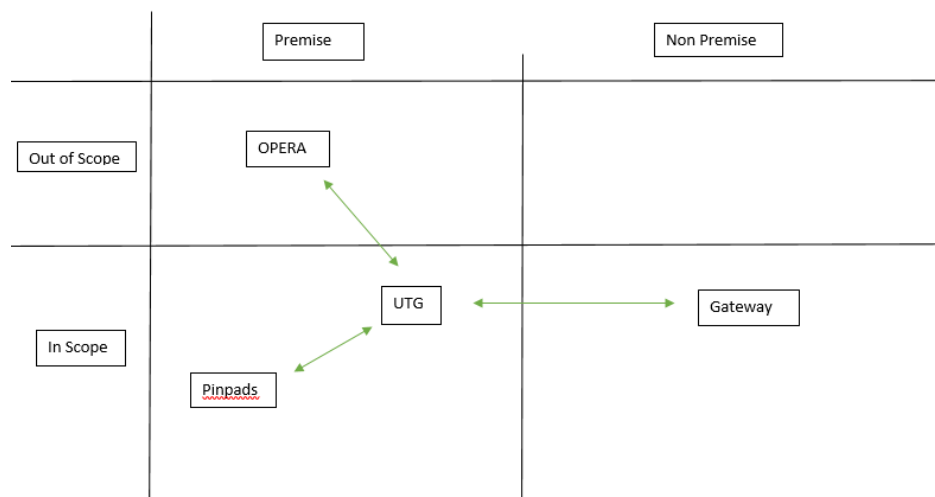 Premise
Non Premise
Out of Scope
OPERA
In Scope
UTG
Gateway
Pinpads